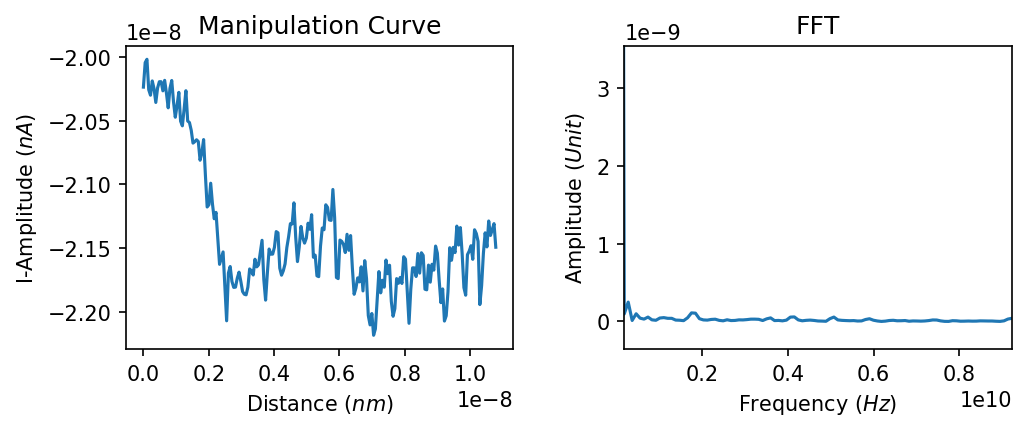 Manipulation Curve
1e−8
I-Amplitude (nA)
−2.00
−2.05
−2.10
−2.15
−2.20
0.0 0.2 0.4 0.6 0.8 1.0
1e−8
Distance (nm)
FFT
1e−9
Amplitude (Unit)
3
2
1
0
0.2 0.4 0.6 0.8
1e10
Frequency (Hz)